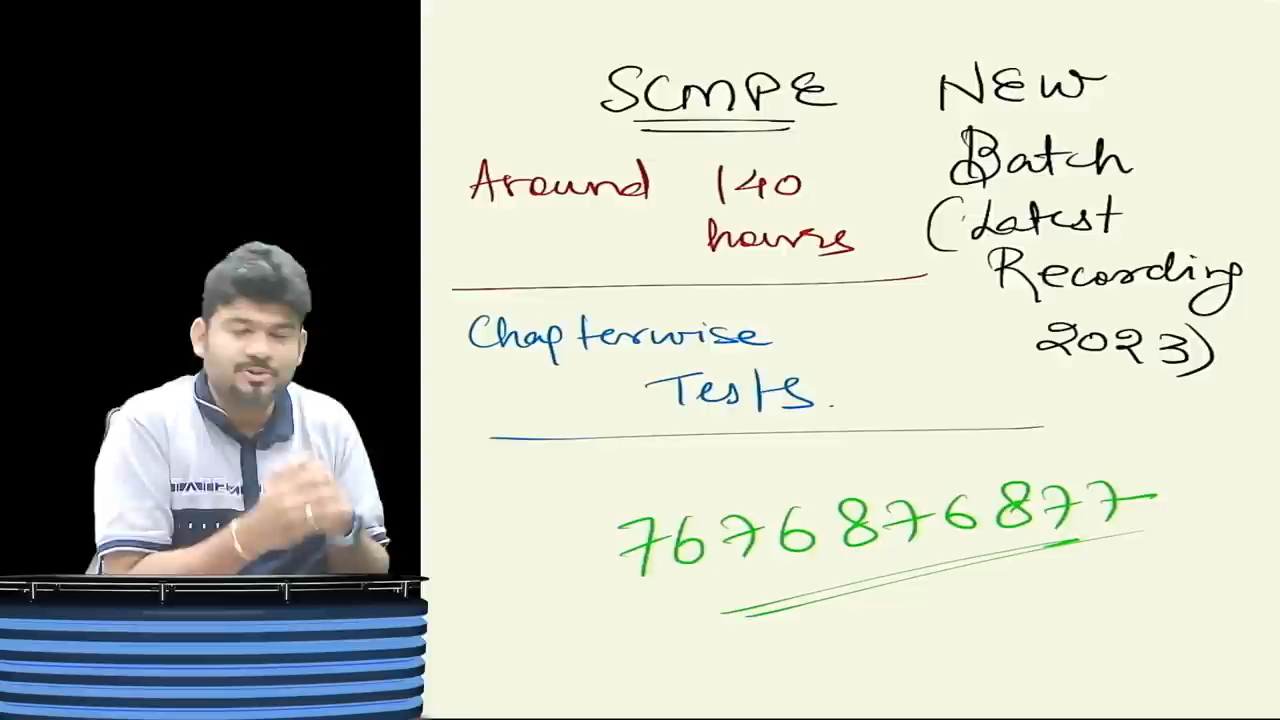 SCMPE
Around 140
hours
Chapterwise
Tests.
NEW
Batch
(Latest
Recording
2023)
7676876877